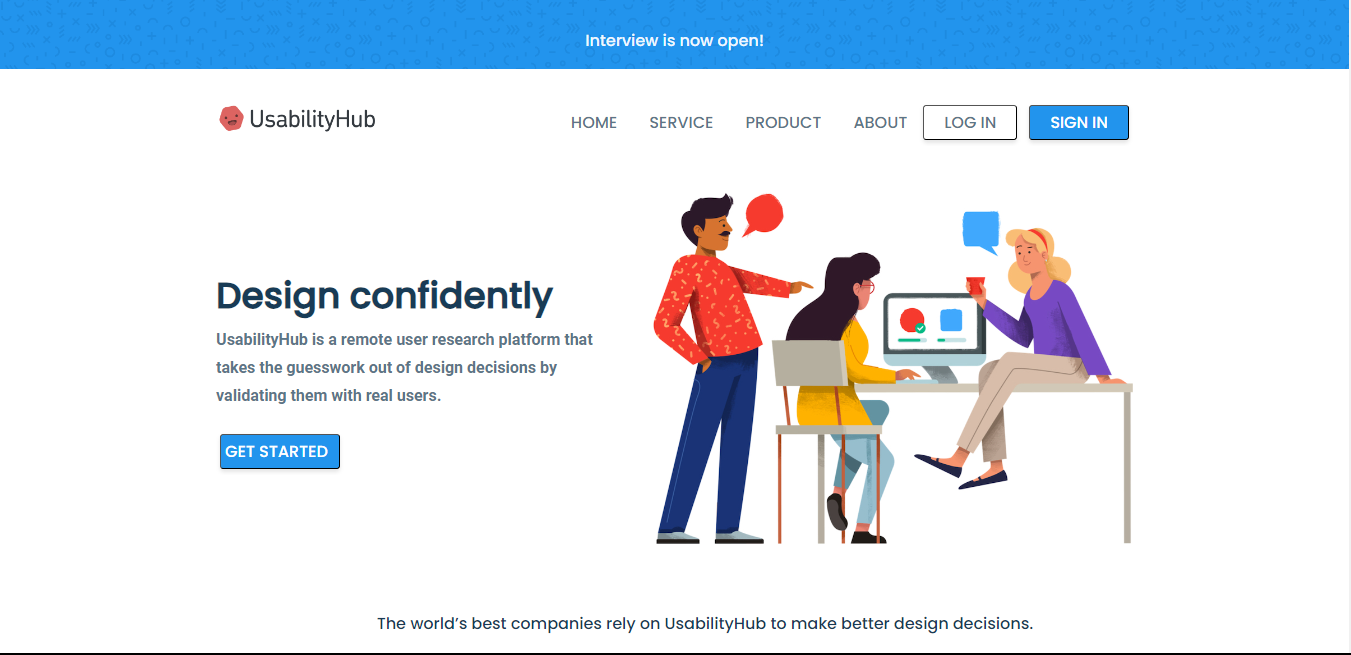 Interview is now open!
UsabilityHub
HOME SERVICE PRODUCT ABOUT LOG IN SIGN IN
Design confidently
UsabilityHub is a remote user research platform that
takes the guesswork out of design decisions by
validating them with real users.
GET STARTED
The world’s best companies rely on UsabilityHub to make better design decisions.